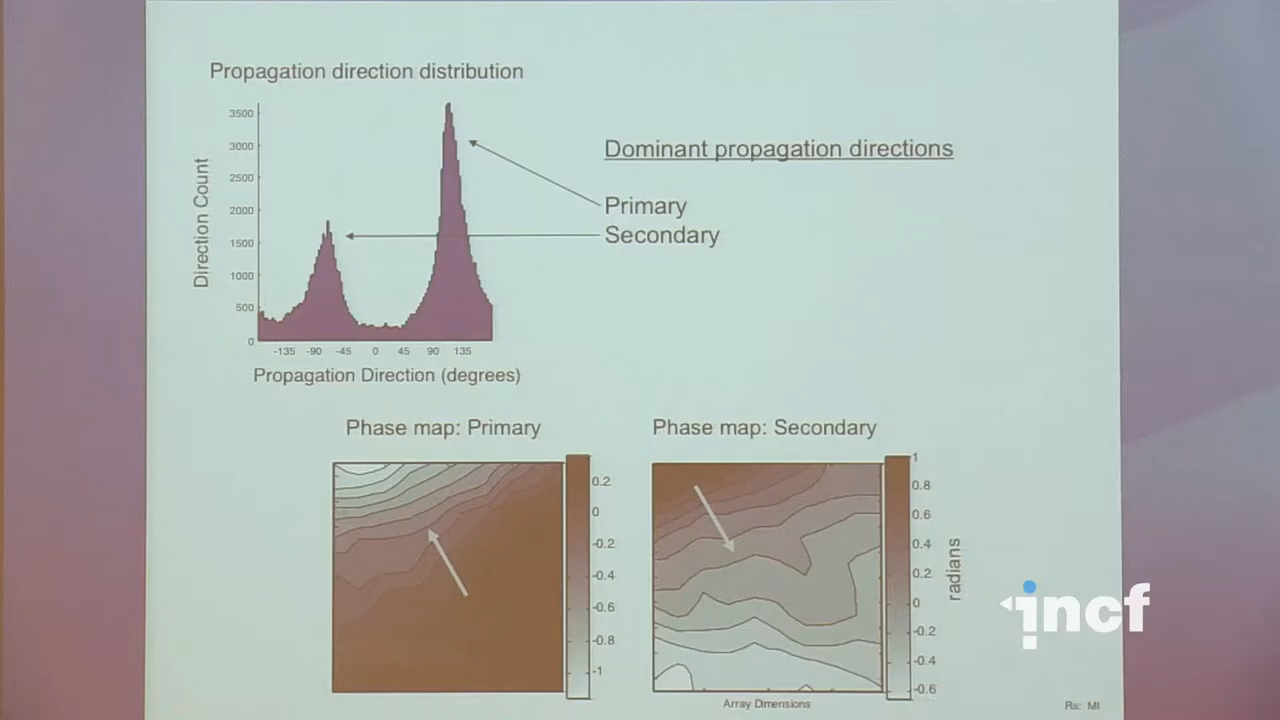 Propagation direction distribution
3500
3000
2500
2000
1500
1000
500
0
Direction Count
-135 -90 -45 0 45 90 135
Propagation Direction (degrees)
Dominant propagation directions
Primary
Secondary
Phase map: Primary
0.2
0
-0.2
-0.4
-0.6
-0.8
-1
Phase map: Secondary
1
0.8
0.6
0.4
0.2
0
-0.2
-0.4
-0.6
radians
Array Dimensions
Rs: MI
incf